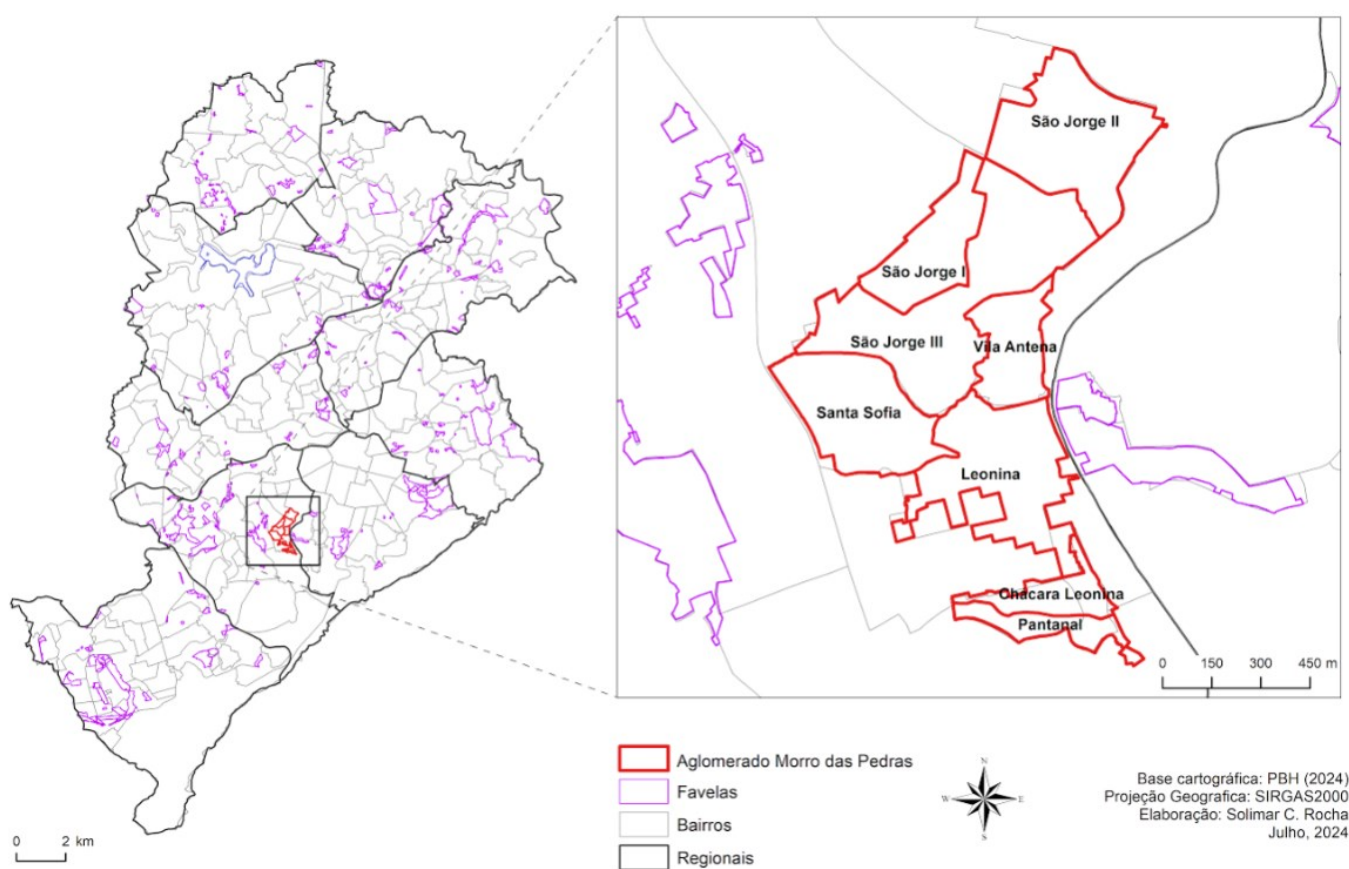 São Jorge II
São Jorge I
São Jorge III
Vila Antena
Santa Sofia
Leonina
Chácara Leonina
Pantanal
0 150 300 450 m
0 2 km
Aglomerado Morro das Pedras
Favelas
Bairros
Regionais
N
W E
S
Base cartográfica: PBH (2024)
Projeção Geografica: SIRGAS2000
Elaboração: Solimar C. Rocha
Julho, 2024